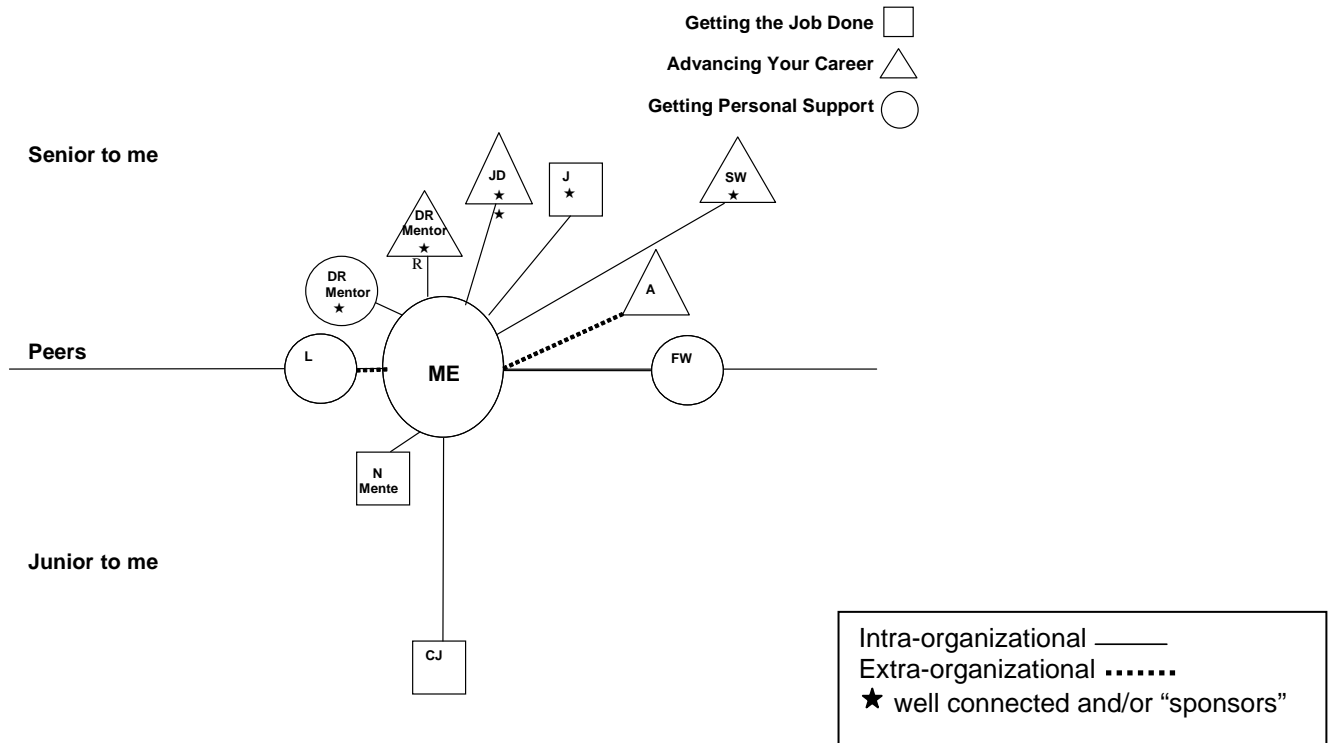 Getting the Job Done
Advancing Your Career
Getting Personal Support
Senior to me
JD
★
★
J
★
SW
★
DR
Mentor
★
R
DR
Mentor
★
A
Peers
L
ME
FW
N
Mente
Junior to me
CJ
Intra-organizational
Extra-organizational
★ well connected and/or “sponsors”